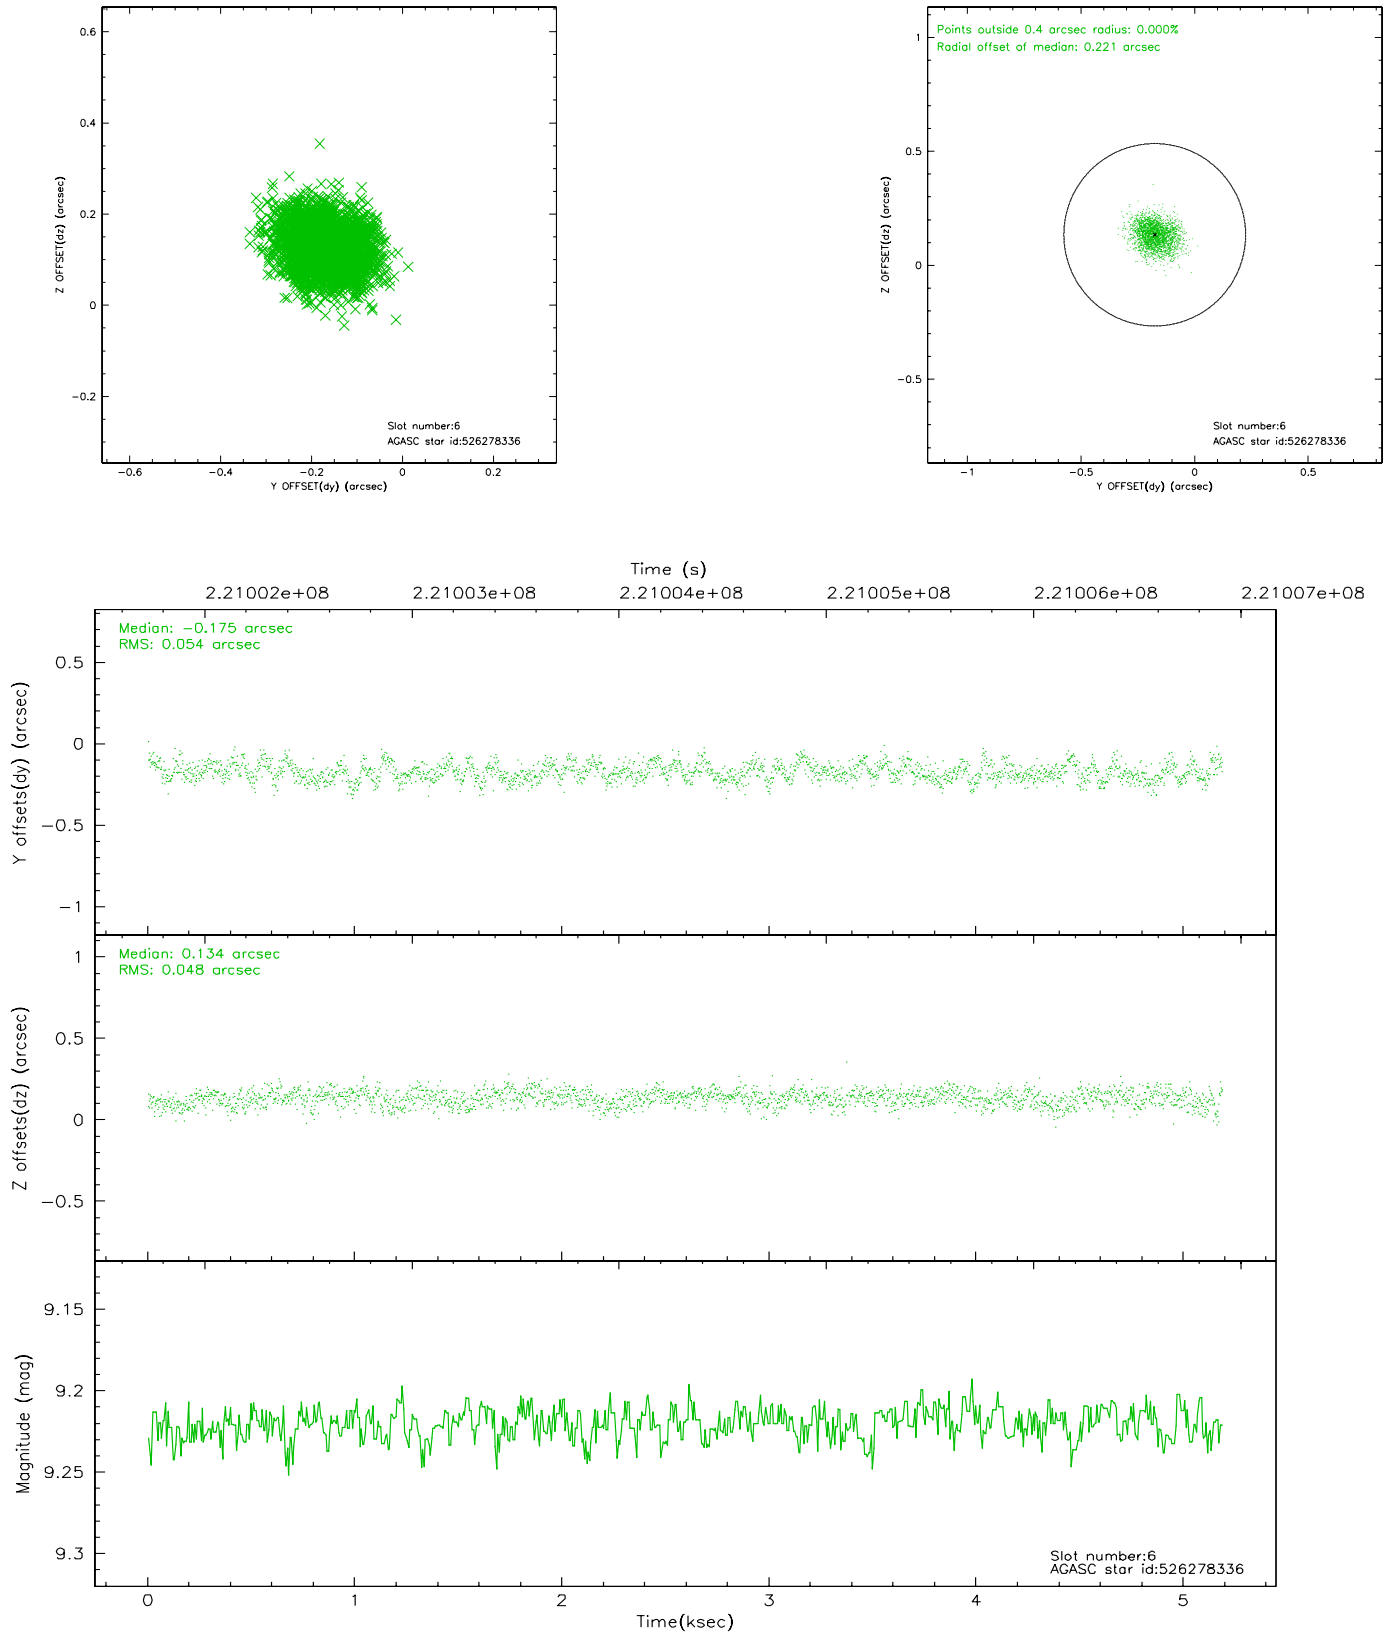 0.6
0.4
0.2
0
−0.2
Z OFFSET(dz) (arcsec)
Slot number:6
AGASC star id:526278336
−0.6
−0.4
−0.2
0
0.2
Y OFFSET(dy) (arcsec)
Points outside 0.4 arcsec radius: 0.000%
Radial offset of median: 0.221 arcsec
1
0.5
0
−0.5
Z OFFSET(dz) (arcsec)
Slot number:6
AGASC star id:526278336
−1
−0.5
0
0.5
Y OFFSET(dy) (arcsec)
Time (s)
2.21002e+08
2.21003e+08
2.21004e+08
2.21005e+08
2.21006e+08
2.21007e+08
Median: −0.175 arcsec
RMS: 0.054 arcsec
0.5
0
−0.5
−1
Y offsets(dy) (arcsec)
Median: 0.134 arcsec
RMS: 0.048 arcsec
1
0.5
0
−0.5
Z offsets(dz) (arcsec)
9.15
9.2
9.25
9.3
Magnitude (mag)
Slot number:6
AGASC star id:526278336
0
1
2
3
4
5
Time(ksec)